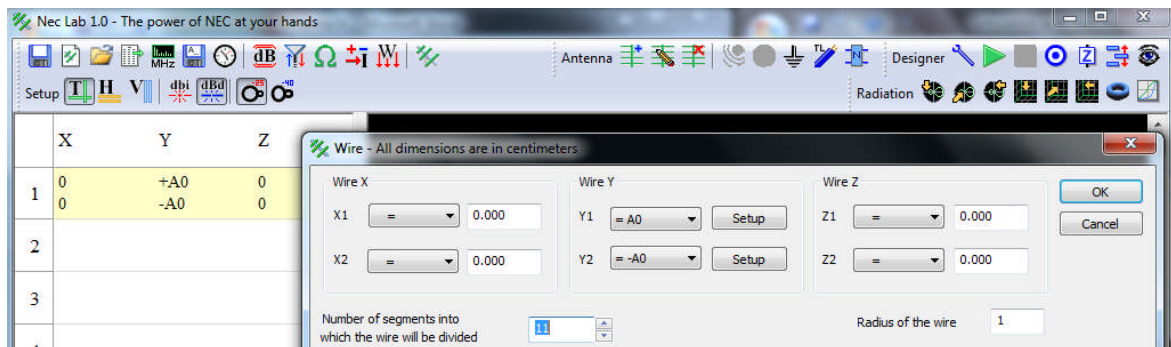 Nec Lab 1.0 - The power of NEC at your hands
MHz A dB Ω W Antenna TL N Designer Z
Setup T H V dbi dBd -25 -40 Radiation
X Y Z
Wire - All dimensions are in centimeters
Wire X Wire Y Wire Z OK
1 0 +A0 0
0 -A0 0
X1 = 0.000 Y1 = A0 Setup Z1 = 0.000
Cancel
2
X2 = 0.000 Y2 = -A0 Setup Z2 = 0.000
3
Number of segments into
which the wire will be divided 11 Radius of the wire 1